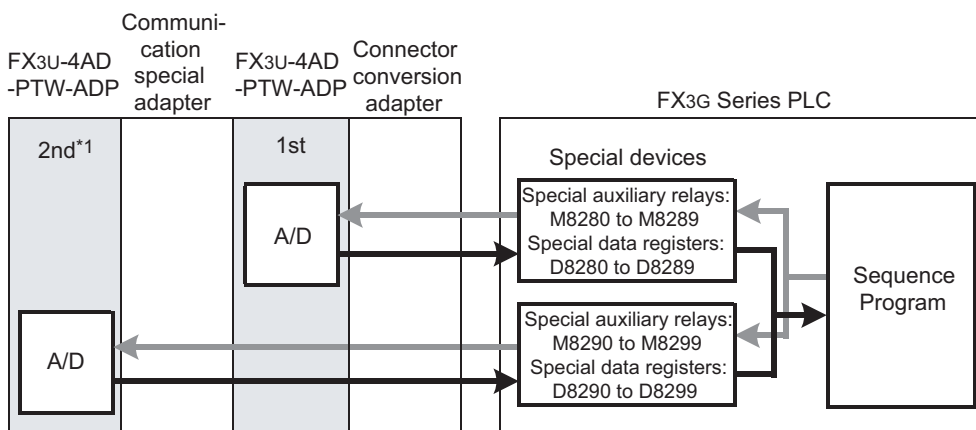 FX3U-4AD
-PTW-ADP
Communi-
cation
special
adapter
FX3U-4AD
-PTW-ADP
Connector
conversion
adapter
FX3G Series PLC
2nd*1
1st
Special devices
A/D
Special auxiliary relays:
M8280 to M8289
Special data registers:
D8280 to D8289
Sequence
Program
A/D
Special auxiliary relays:
M8290 to M8299
Special data registers:
D8290 to D8299